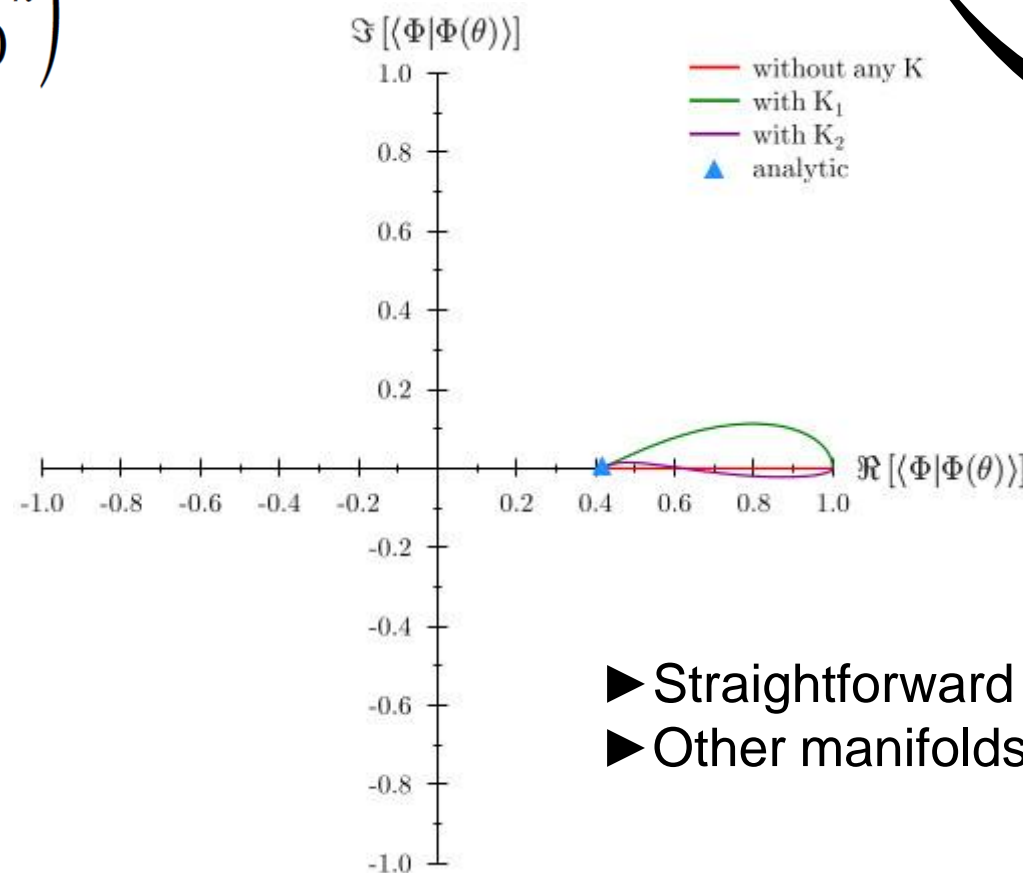 ℑ [⟨Φ|Φ(θ)⟩]
without any K
with K₁
with K₂
analytic
1.0
0.8
0.6
0.4
0.2
-1.0 -0.8 -0.6 -0.4 -0.2 0.2 0.4 0.6 0.8 1.0
ℜ [⟨Φ|Φ(θ)⟩]
-0.2
-0.4
-0.6
-0.8
-1.0
►Straightforward
►Other manifolds